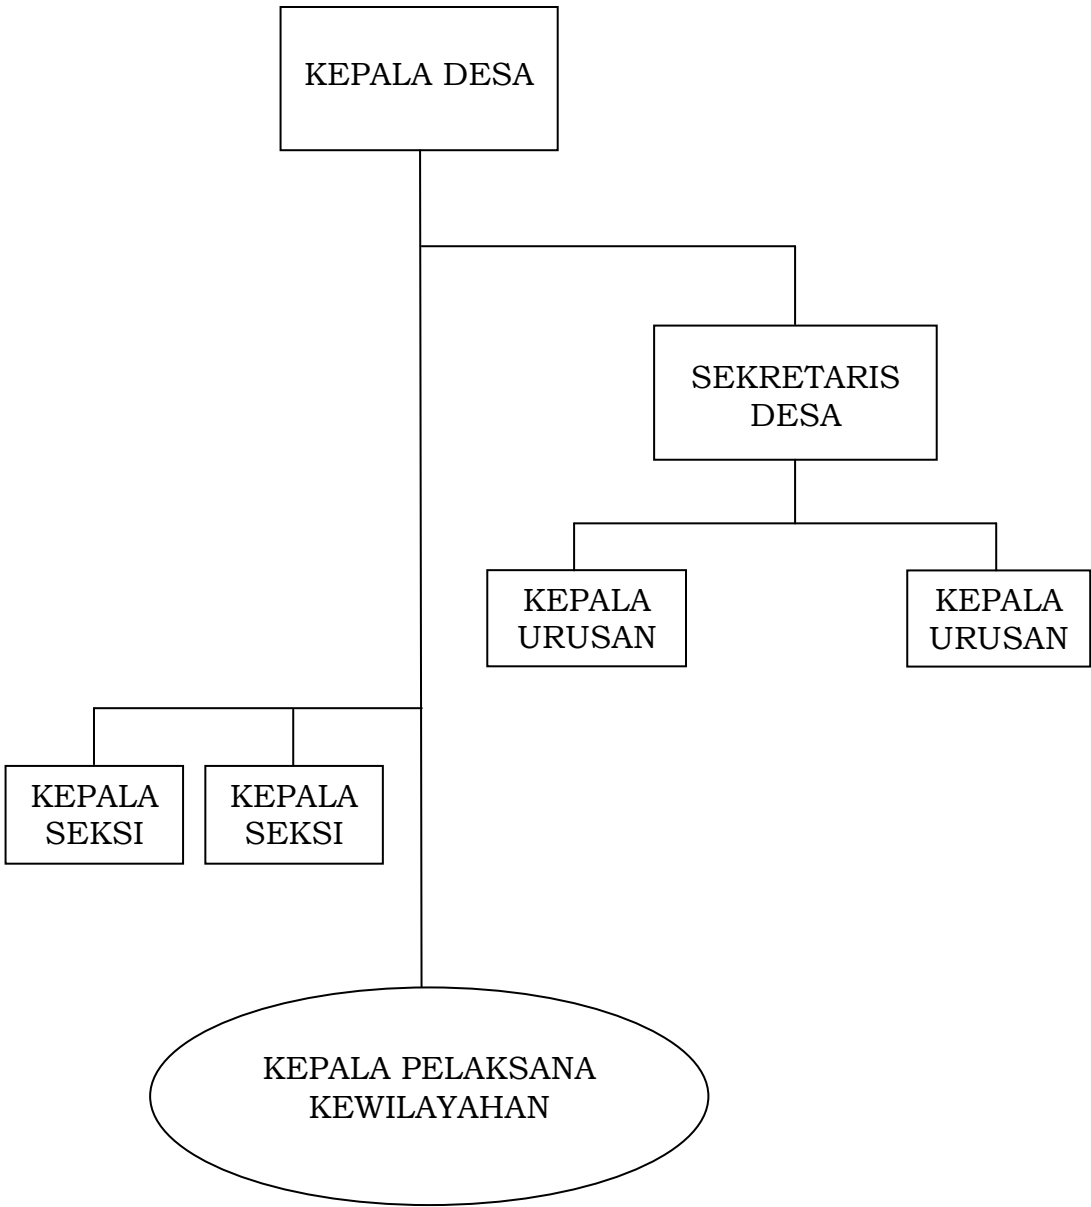 KEPALA DESA
SEKRETARIS
DESA
KEPALA
URUSAN
KEPALA
URUSAN
KEPALA
SEKSI
KEPALA
SEKSI
KEPALA PELAKSANA
KEWILAYAHAN